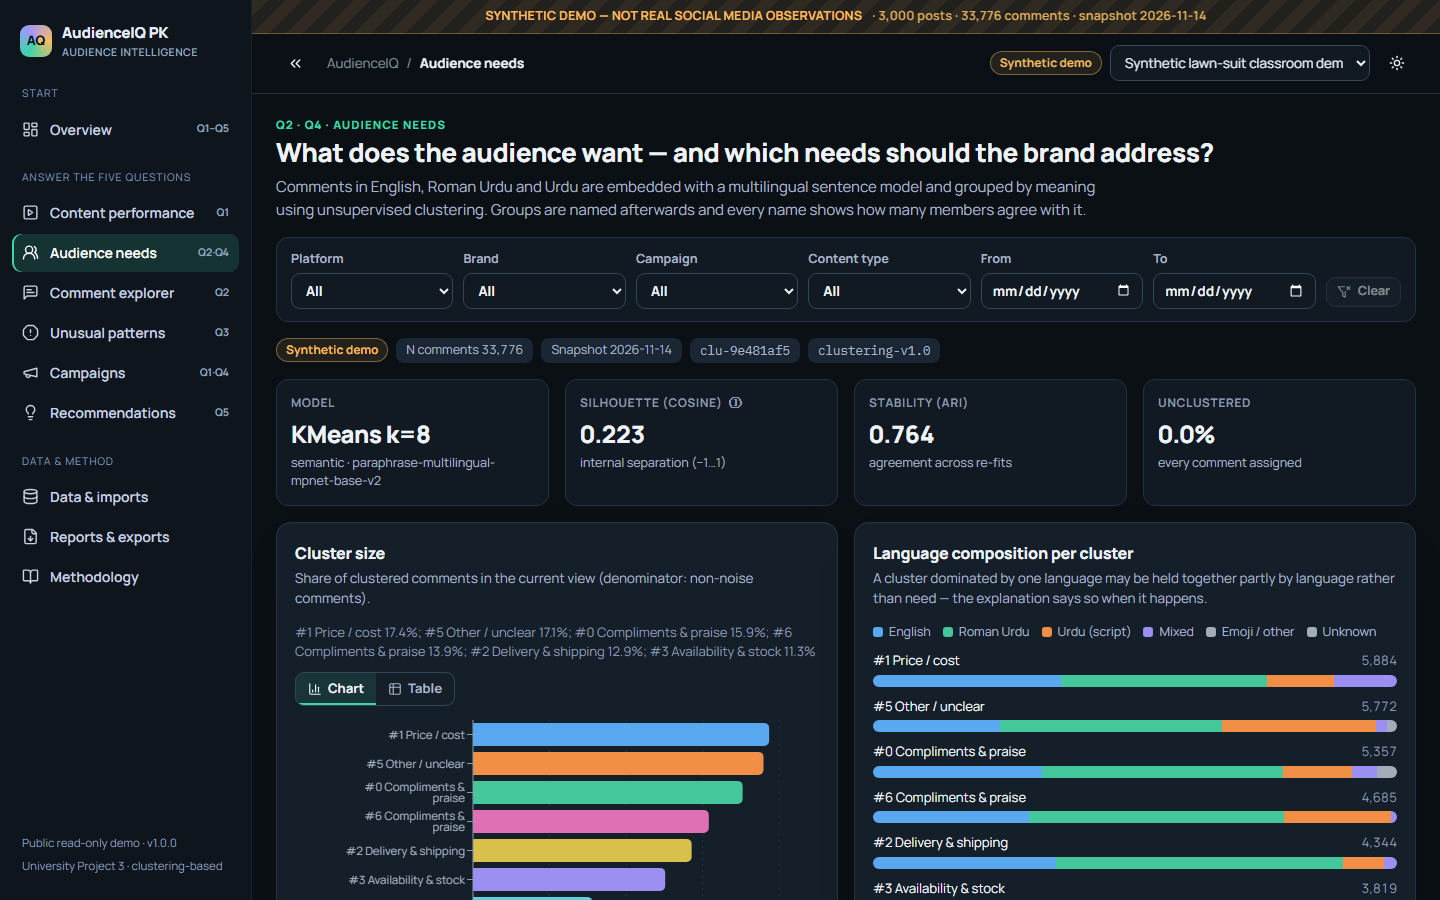 SYNTHETIC DEMO — NOT REAL SOCIAL MEDIA OBSERVATIONS · 3,000 posts · 33,776 comments · snapshot 2026-11-14
AQ
AudienceIQ PK
AUDIENCE INTELLIGENCE
START
Overview Q1–Q5
ANSWER THE FIVE QUESTIONS
Content performance Q1
Audience needs Q2·Q4
Comment explorer Q2
Unusual patterns Q3
Campaigns Q1·Q4
Recommendations Q5
DATA & METHOD
Data & imports
Reports & exports
Methodology
Public read-only demo · v1.0.0
University Project 3 · clustering-based
« AudienceIQ / Audience needs
Synthetic demo
Synthetic lawn-suit classroom dem
Q2 · Q4 · AUDIENCE NEEDS
What does the audience want — and which needs should the brand address?
Comments in English, Roman Urdu and Urdu are embedded with a multilingual sentence model and grouped by meaning
using unsupervised clustering. Groups are named afterwards and every name shows how many members agree with it.
Platform Brand Campaign Content type From To
All All All All mm/dd/yyyy mm/dd/yyyy Clear
Synthetic demo N comments 33,776 Snapshot 2026-11-14 clu-9e481af5 clustering-v1.0
MODEL
KMeans k=8
semantic · paraphrase-multilingual-
mpnet-base-v2
SILHOUETTE (COSINE)
0.223
internal separation (−1…1)
STABILITY (ARI)
0.764
agreement across re-fits
UNCLUSTERED
0.0%
every comment assigned
Cluster size
Share of clustered comments in the current view (denominator: non-noise
comments).
#1 Price / cost 17.4%; #5 Other / unclear 17.1%; #0 Compliments & praise 15.9%; #6
Compliments & praise 13.9%; #2 Delivery & shipping 12.9%; #3 Availability & stock 11.3%
Chart Table
#1 Price / cost
#5 Other / unclear
#0 Compliments &
praise
#6 Compliments &
praise
#2 Delivery & shipping
#3 Availability & stock
Language composition per cluster
A cluster dominated by one language may be held together partly by language rather
than need — the explanation says so when it happens.
English Roman Urdu Urdu (script) Mixed Emoji / other Unknown
#1 Price / cost 5,884
#5 Other / unclear 5,772
#0 Compliments & praise 5,357
#6 Compliments & praise 4,685
#2 Delivery & shipping 4,344
#3 Availability & stock 3,819